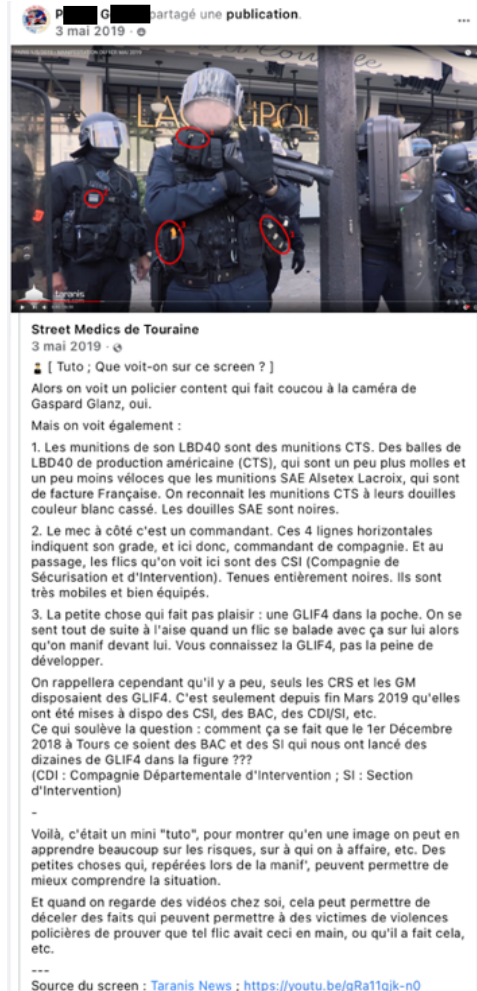 P G partagé une publication.
3 mai 2019 ·
PARIS 1/5/2019 : MANIFESTATION DU 1ER MAI 2019
taranis
Street Medics de Touraine
3 mai 2019 ·
[ Tuto ; Que voit-on sur ce screen ? ]
Alors on voit un policier content qui fait coucou à la caméra de
Gaspard Glanz, oui.
Mais on voit également :
1. Les munitions de son LBD40 sont des munitions CTS. Des balles de
LBD40 de production américaine (CTS), qui sont un peu plus molles et
un peu moins véloces que les munitions SAE Alsetex Lacroix, qui sont
de facture Française. On reconnait les munitions CTS à leurs douilles
couleur blanc cassé. Les douilles SAE sont noires.
2. Le mec à côté c'est un commandant. Ces 4 lignes horizontales
indiquent son grade, et ici donc, commandant de compagnie. Et au
passage, les flics qu'on voit ici sont des CSI (Compagnie de
Sécurisation et d'Intervention). Tenues entièrement noires. Ils sont
très mobiles et bien équipés.
3. La petite chose qui fait pas plaisir : une GLIF4 dans la poche. On se
sent tout de suite à l'aise quand un flic se balade avec ça sur lui alors
qu'on manif devant lui. Vous connaissez la GLIF4, pas la peine de
développer.
On rappellera cependant qu'il y a peu, seuls les CRS et les GM
disposaient des GLIF4. C'est seulement depuis fin Mars 2019 qu'elles
ont été mises à dispo des CSI, des BAC, des CDI/SI, etc.
Ce qui soulève la question : comment ça se fait que le 1er Décembre
2018 à Tours ce soient des BAC et des SI qui nous ont lancé des
dizaines de GLIF4 dans la figure ???
(CDI : Compagnie Départementale d'Intervention ; SI : Section
d'Intervention)
-
Voilà, c'était un mini "tuto", pour montrer qu'en une image on peut en
apprendre beaucoup sur les risques, sur à qui on à affaire, etc. Des
petites choses qui, repérées lors de la manif', peuvent permettre de
mieux comprendre la situation.
Et quand on regarde des vidéos chez soi, cela peut permettre de
déceler des faits qui peuvent permettre à des victimes de violences
policières de prouver que tel flic avait ceci en main, ou qu'il a fait cela,
etc.
---
Source du screen : Taranis News : https://youtu.be/gRa11qjk-n0